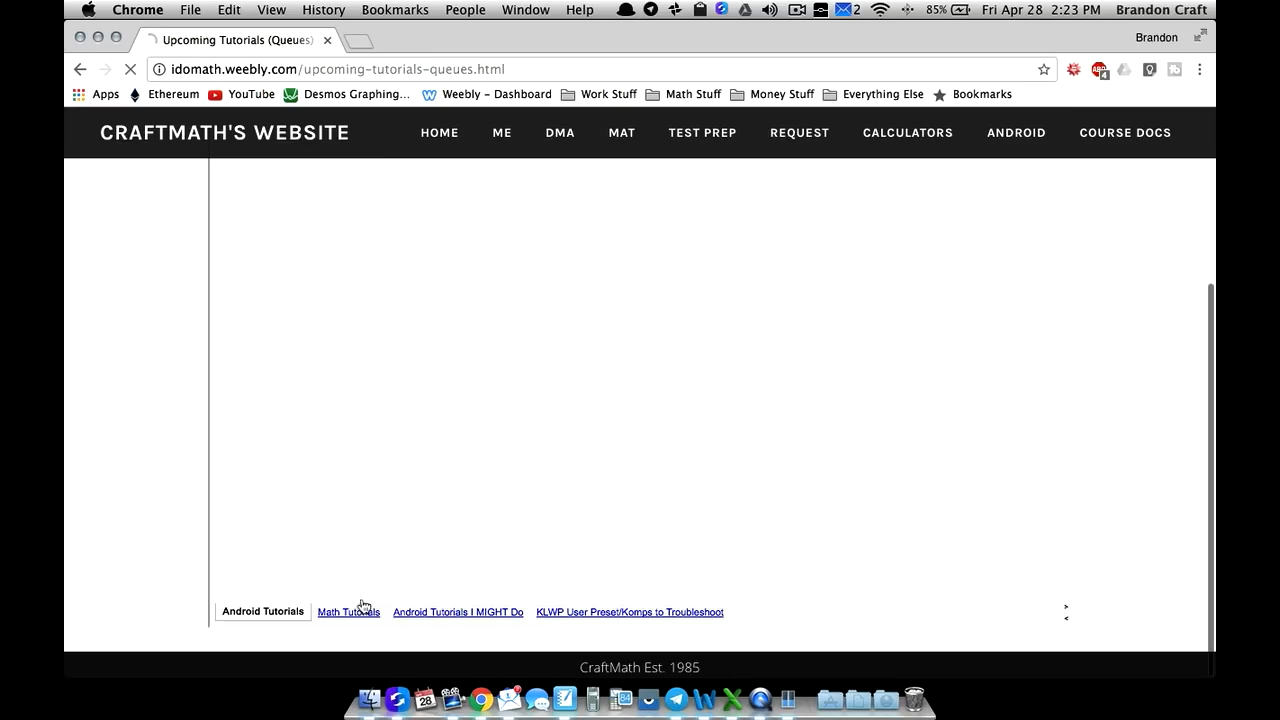 Chrome File Edit View History Bookmarks People Window Help 2 85% Fri Apr 28 2:23 PM Brandon Craft
Upcoming Tutorials (Queues) Brandon
idomath.weebly.com/upcoming-tutorials-queues.html
Apps Ethereum YouTube Desmos Graphing... Weebly - Dashboard Work Stuff Math Stuff Money Stuff Everything Else Bookmarks
CRAFTMATH'S WEBSITE HOME ME DMA MAT TEST PREP REQUEST CALCULATORS ANDROID COURSE DOCS
Android Tutorials Math Tutorials Android Tutorials I MIGHT Do KLWP User Preset/Komps to Troubleshoot
CraftMath Est. 1985